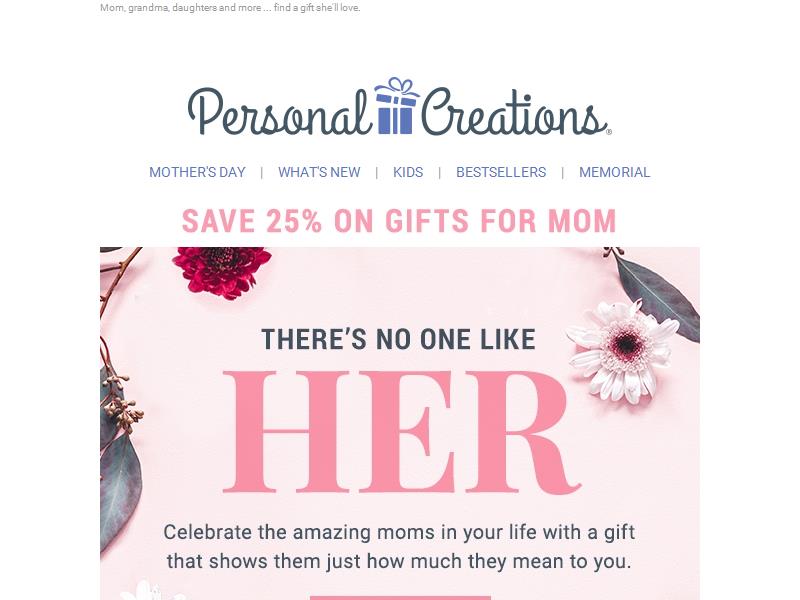 Mom, grandma, daughters and more ... find a gift she'll love.
Personal Creations®
MOTHER'S DAY | WHAT'S NEW | KIDS | BESTSELLERS | MEMORIAL
SAVE 25% ON GIFTS FOR MOM
THERE'S NO ONE LIKE
HER
Celebrate the amazing moms in your life with a gift
that shows them just how much they mean to you.